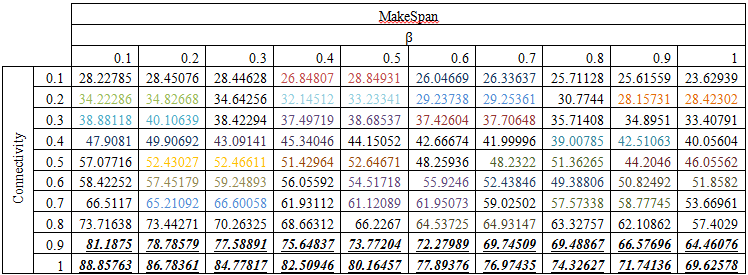 MakeSpan
β
0.1 0.2 0.3 0.4 0.5 0.6 0.7 0.8 0.9 1
Connectivity
0.1 28.22785 28.45076 28.44628 26.84807 28.84931 26.04669 26.33637 25.71128 25.61559 23.62939
0.2 34.22286 34.82668 34.64256 32.14512 33.23341 29.23738 29.25361 30.7744 28.15731 28.42302
0.3 38.88118 40.10639 38.42294 37.49719 38.68537 37.42604 37.70648 35.71408 34.8951 33.40791
0.4 47.9081 49.90692 43.09141 45.34046 44.15052 42.66674 41.99996 39.00785 42.51063 40.05604
0.5 57.07716 52.43027 52.46611 51.42964 52.64671 48.25936 48.2322 51.36265 44.2046 46.05562
0.6 58.42252 57.45179 59.24893 56.05592 54.51718 55.9246 52.43846 49.38806 50.82492 51.8582
0.7 66.5117 65.21092 66.60058 61.93112 61.12089 61.95073 59.02502 57.57338 58.77745 53.66961
0.8 73.71638 73.44271 70.26325 68.66312 66.2267 64.53725 64.93147 63.32757 62.10862 57.4029
0.9 81.1875 78.78579 77.58891 75.64837 73.77204 72.27989 69.74509 69.48867 66.57696 64.46076
1 88.85763 86.78361 84.77817 82.50946 80.16457 77.89376 76.97435 74.32627 71.74136 69.62578